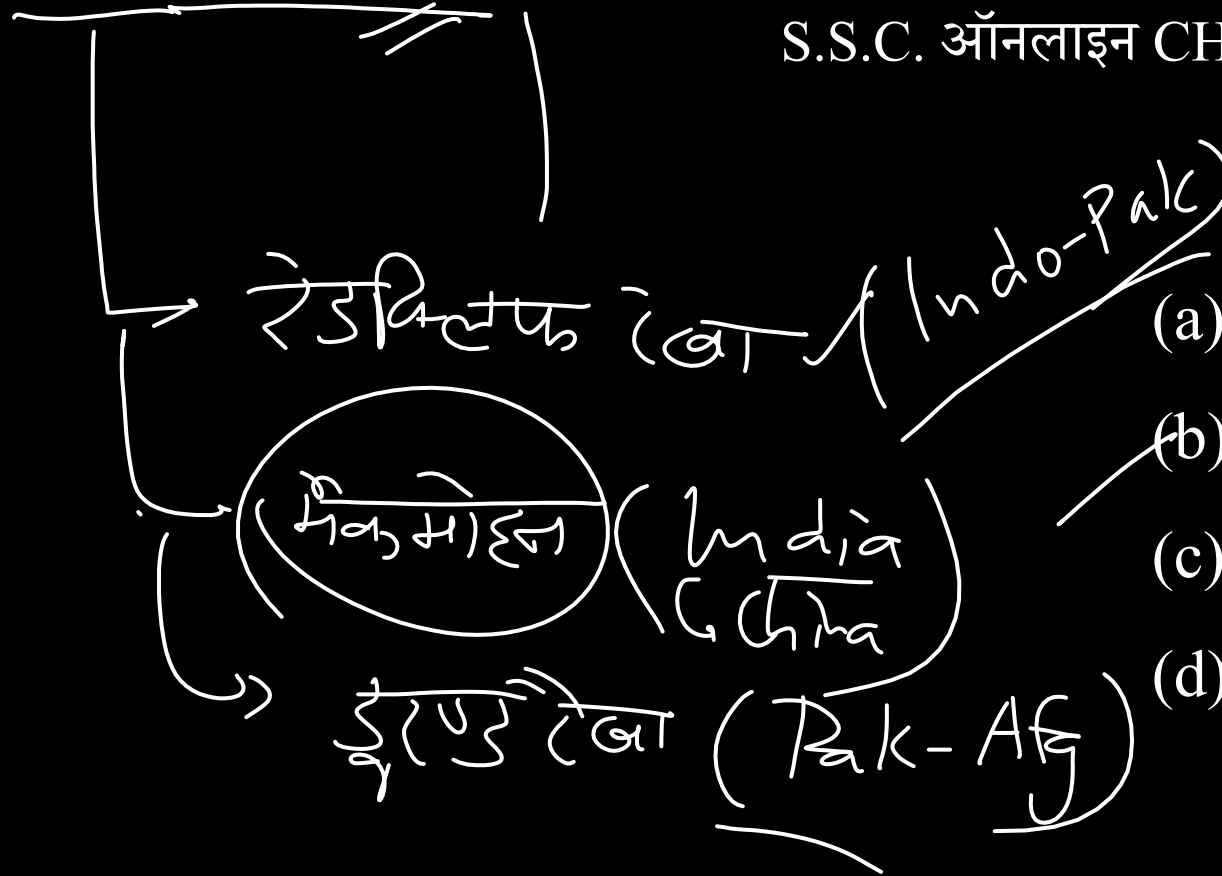 S.S.C. ऑनलाइन CH
रेडक्लिफ रेखा (Indo-Pak)
(a)
(b)
मैकमोहन (India
& China)
(c)
डूरण्ड रेखा (Pak-Afg)
(d)